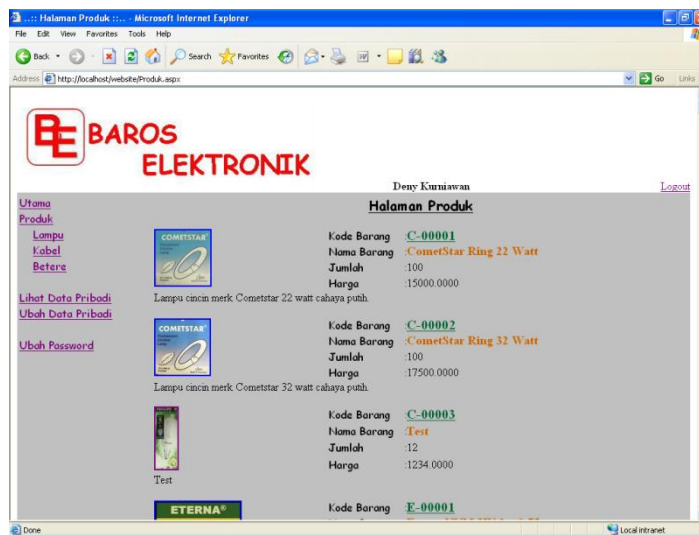 ..:: Halaman Produk ::.. - Microsoft Internet Explorer
File Edit View Favorites Tools Help
Back Search Favorites
Address http://localhost/website/Produk.aspx Go Links
BE BAROS
ELEKTRONIK
Deny Kurniawan Logout
Utama
Produk
Lampu
Kabel
Betere
Lihat Data Pribadi
Ubah Data Pribadi
Ubah Password
Halaman Produk
COMETSTAR
Kode Barang :C-00001
Nama Barang :CometStar Ring 22 Watt
Jumlah :100
Harga :15000.0000
Lampu cincin merk Cometstar 22 watt cahaya putih.
COMETSTAR
Kode Barang :C-00002
Nama Barang :CometStar Ring 32 Watt
Jumlah :100
Harga :17500.0000
Lampu cincin merk Cometstar 32 watt cahaya putih.
Kode Barang :C-00003
Nama Barang :Test
Jumlah :12
Harga :1234.0000
Test
ETERNA®
Kode Barang :E-00001
Done Local intranet